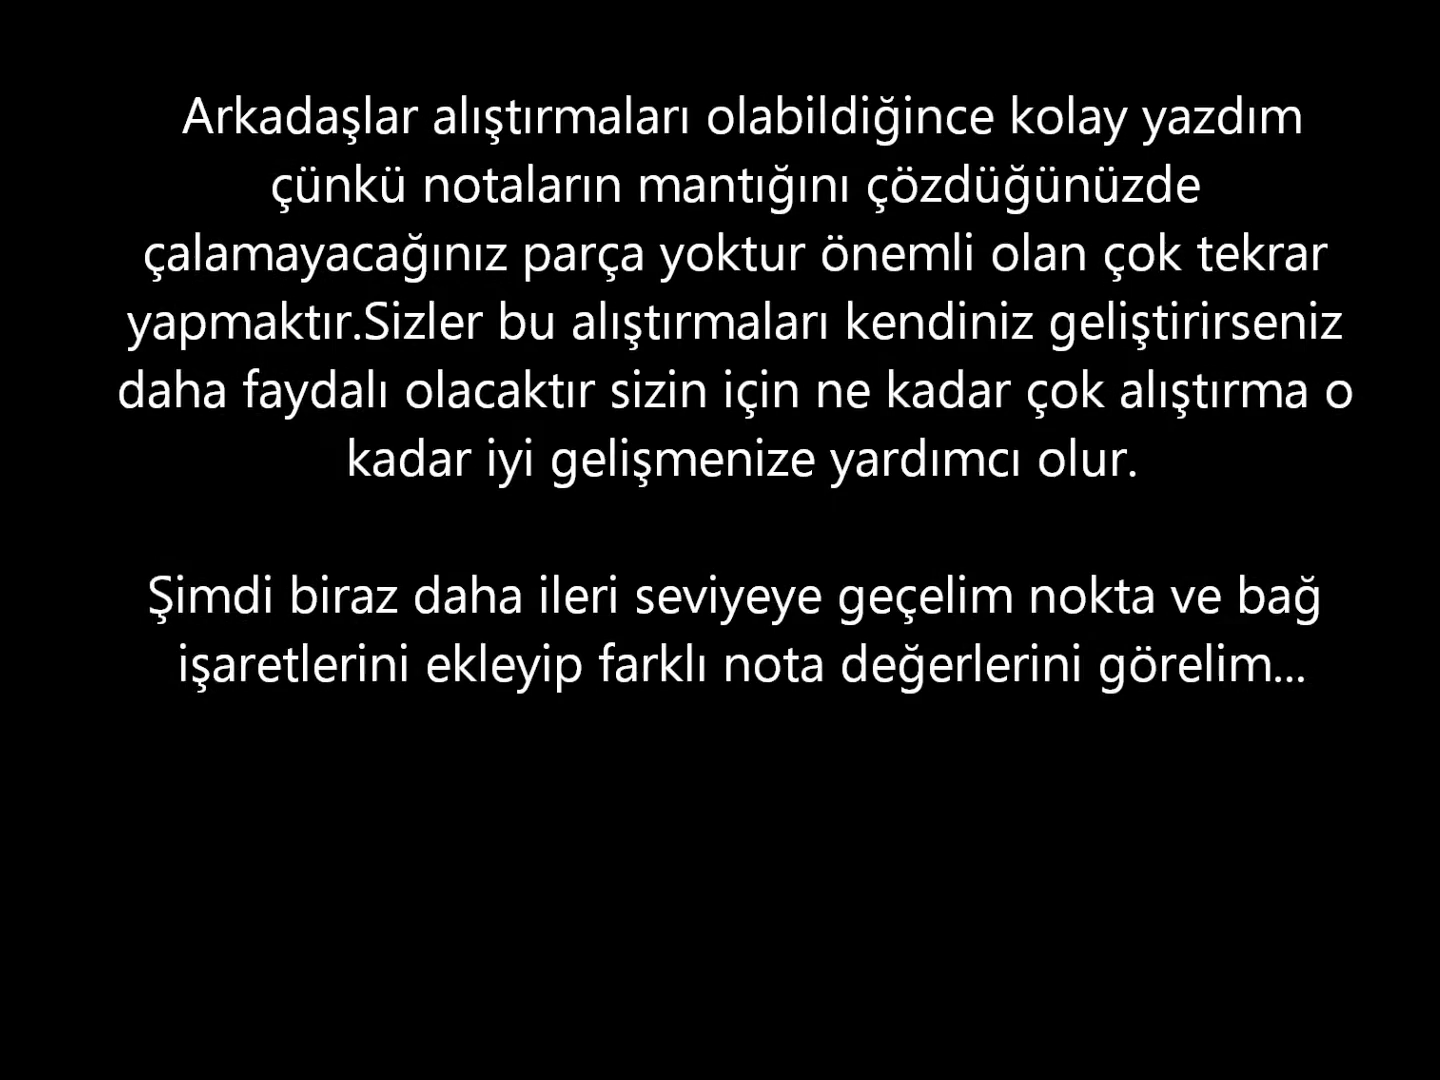 Arkadaşlar alıştırmaları olabildiğince kolay yazdım
çünkü notaların mantığını çözdüğünüzde
çalamayacağınız parça yoktur önemli olan çok tekrar
yapmaktır.Sizler bu alıştırmaları kendiniz geliştirirseniz
daha faydalı olacaktır sizin için ne kadar çok alıştırma o
kadar iyi gelişmenize yardımcı olur.
Şimdi biraz daha ileri seviyeye geçelim nokta ve bağ
işaretlerini ekleyip farklı nota değerlerini görelim...